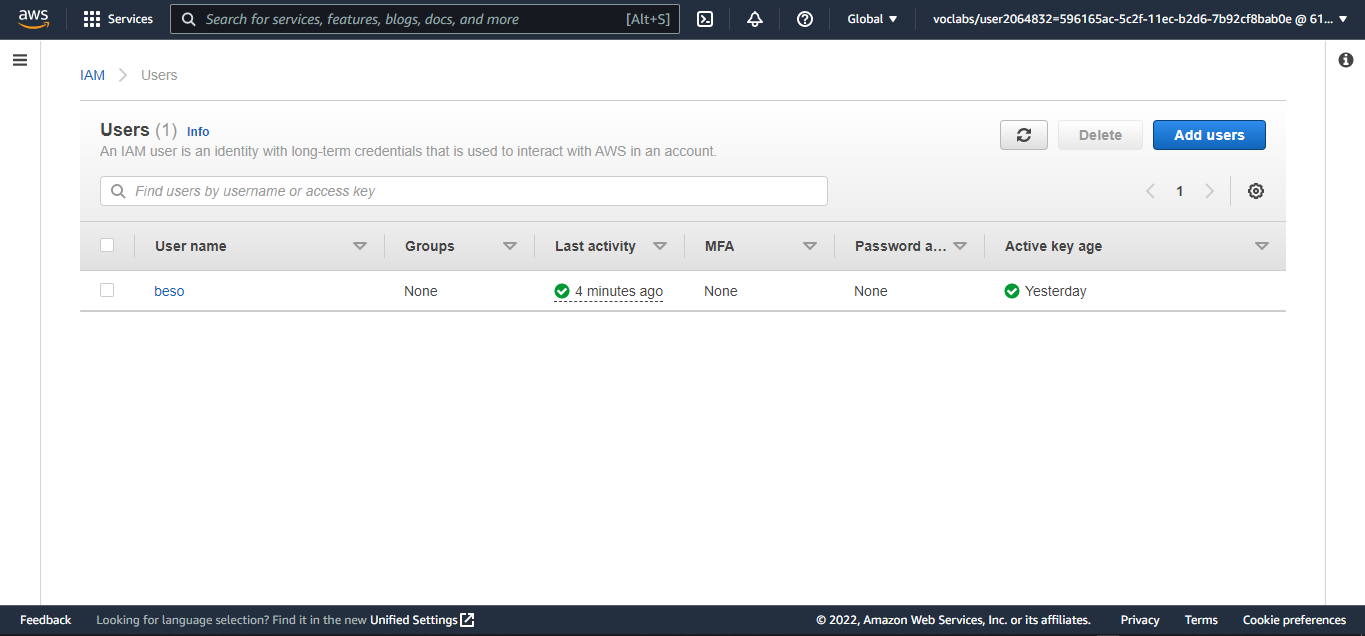 aws Services Search for services, features, blogs, docs, and more [Alt+S] Global voclabs/user2064832=596165ac-5c2f-11ec-b2d6-7b92cf8bab0e @ 61...
IAM Users
Users (1) Info
Delete Add users
An IAM user is an identity with long-term credentials that is used to interact with AWS in an account.
Find users by username or access key 1
User name Groups Last activity MFA Password a... Active key age
beso None 4 minutes ago None None Yesterday
Feedback Looking for language selection? Find it in the new Unified Settings © 2022, Amazon Web Services, Inc. or its affiliates. Privacy Terms Cookie preferences